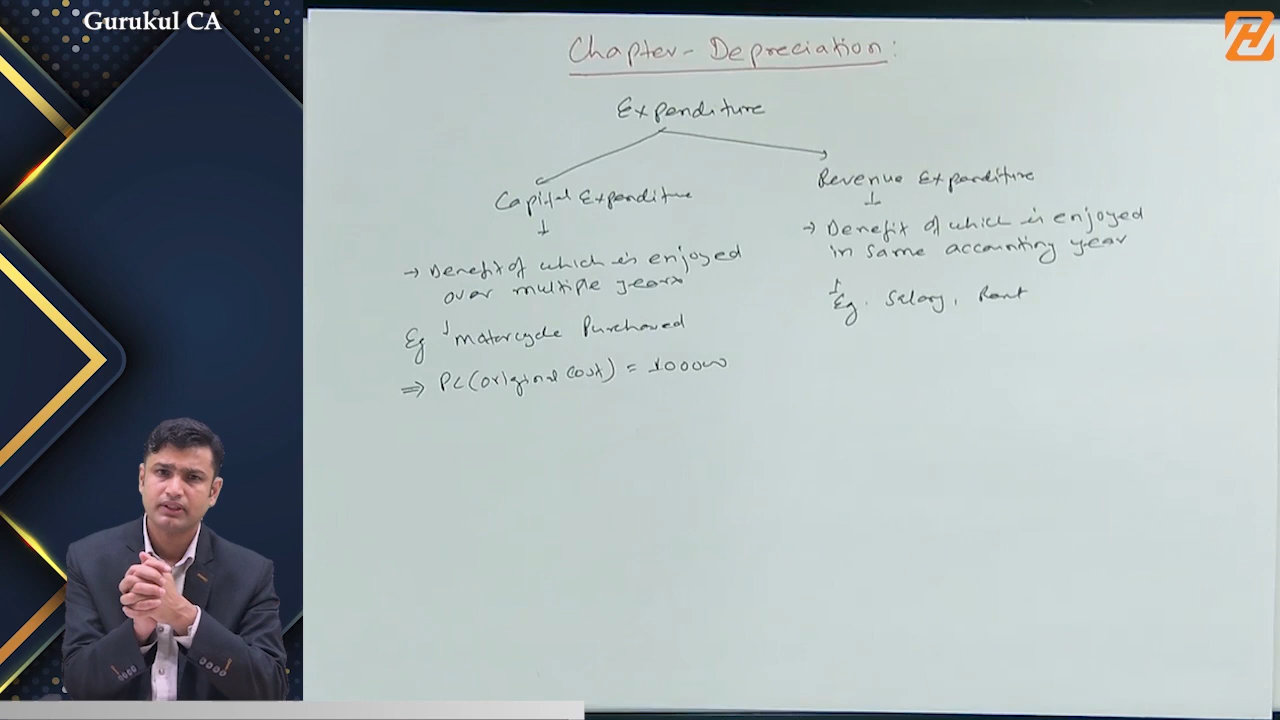 Gurukul CA
Chapter - Depreciation:
Expenditure
Capital Expenditure
→ Benefit of which is enjoyed
over multiple years
Eg Motorcycle Purchased
⇒ PC (original cost) = 100000
Revenue Expenditure
→ Benefit of which is enjoyed
in same accounting year
Eg. Salary, Rent